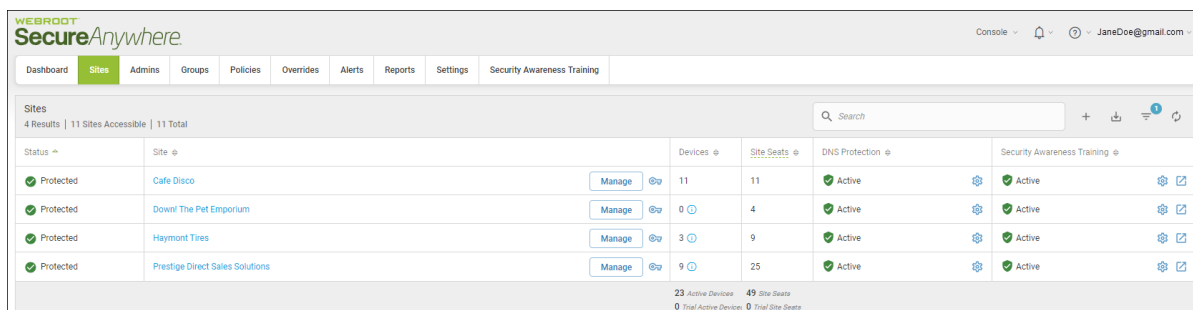 WEBROOT
SecureAnywhere.
Console JaneDoe@gmail.com
Dashboard Sites Admins Groups Policies Overrides Alerts Reports Settings Security Awareness Training
Sites
4 Results | 11 Sites Accessible | 11 Total
Search
1
Status Site Devices Site Seats DNS Protection Security Awareness Training
Protected Cafe Disco Manage 11 11 Active Active
Protected Down! The Pet Emporium Manage 0 4 Active Active
Protected Haymont Tires Manage 3 9 Active Active
Protected Prestige Direct Sales Solutions Manage 9 25 Active Active
23 Active Devices 49 Site Seats
0 Trial Active Devices 0 Trial Site Seats